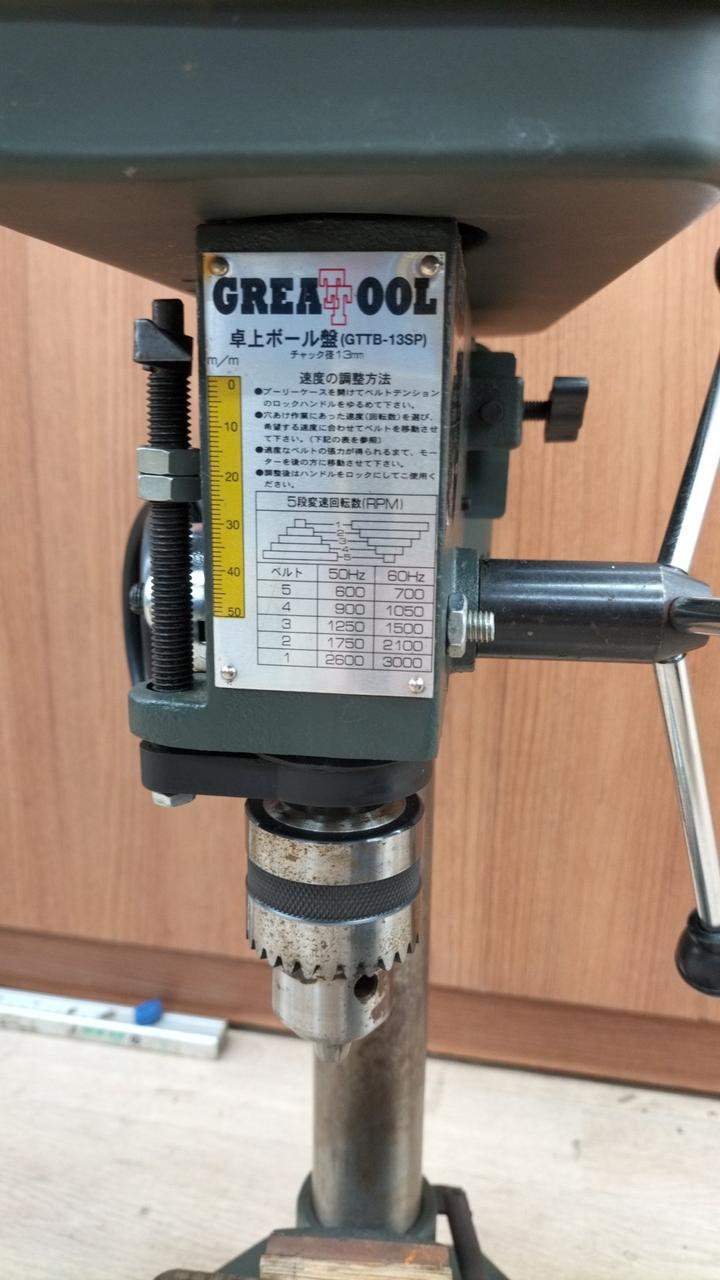 GREATTOOL
卓上ボール盤(GTTB-13SP)
チャック径13mm
m/m
0
10
20
30
40
50
速度の調整方法
●プーリーケースを開けてベルトテンション
のロックハンドルをゆるめて下さい。
●穴あけ作業にあった速度(回転数)を選び、
希望する速度に合わせてベルトを移動させ
て下さい。(下記の表を参照)
●適度なベルトの張力が得られるまで、モー
ターを後の方に移動させて下さい。
●調整後はハンドルをロックにしてご使用く
ださい。
5段変速回転数(RPM)
1
2
3
4
5
ベルト 50Hz 60Hz
5 600 700
4 900 1050
3 1250 1500
2 1750 2100
1 2600 3000